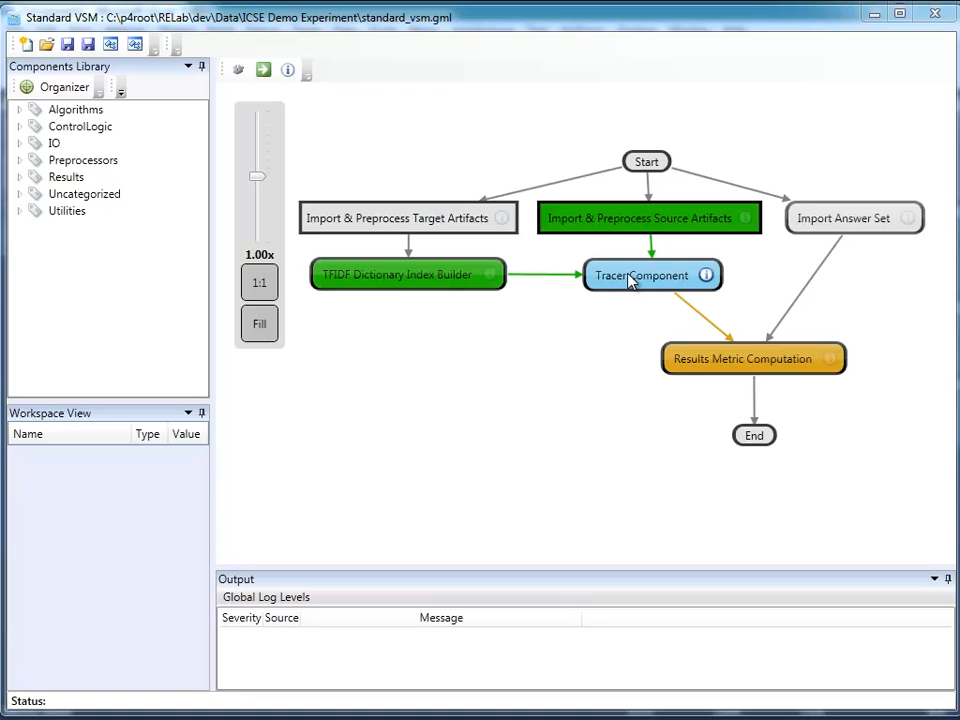 Standard VSM : C:\p4root\RELab\dev\Data\ICSE Demo Experiment\standard_vsm.gml
Components Library
Organizer
Algorithms
ControlLogic
IO
Preprocessors
Results
Uncategorized
Utilities
1.00x
1:1
Fill
Start
Import & Preprocess Target Artifacts
Import & Preprocess Source Artifacts
Import Answer Set
TFIDF Dictionary Index Builder
Tracer Component
Results Metric Computation
End
Workspace View
Name Type Value
Output
Global Log Levels
Severity Source Message
Status: